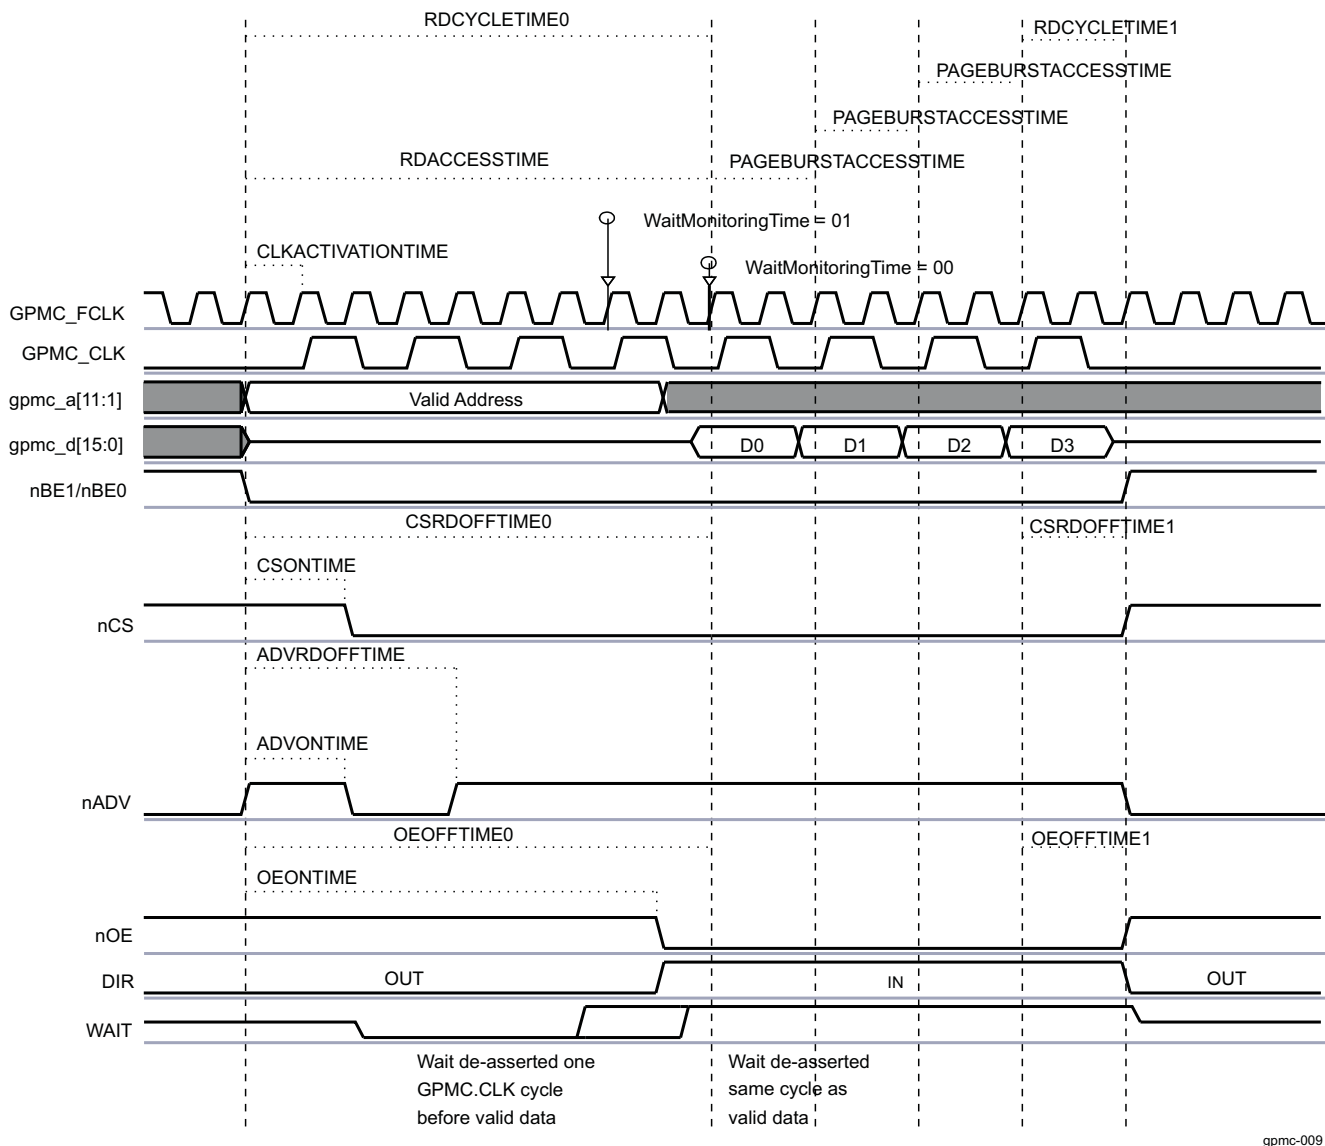 RDCYCLETIME0
RDCYCLETIME1
PAGEBURSTACCESSTIME
PAGEBURSTACCESSTIME
RDACCESSTIME
PAGEBURSTACCESSTIME
WaitMonitoringTime = 01
CLKACTIVATIONTIME
WaitMonitoringTime = 00
GPMC_FCLK
GPMC_CLK
gpmc_a[11:1]
Valid Address
gpmc_d[15:0]
D0
D1
D2
D3
nBE1/nBE0
CSRDOFFTIME0
CSRDOFFTIME1
CSONTIME
nCS
ADVRDOFFTIME
ADVONTIME
nADV
OEOFFTIME0
OEOFFTIME1
OEONTIME
nOE
DIR
OUT
IN
OUT
WAIT
Wait de-asserted one
GPMC.CLK cycle
before valid data
Wait de-asserted
same cycle as
valid data
gpmc-009